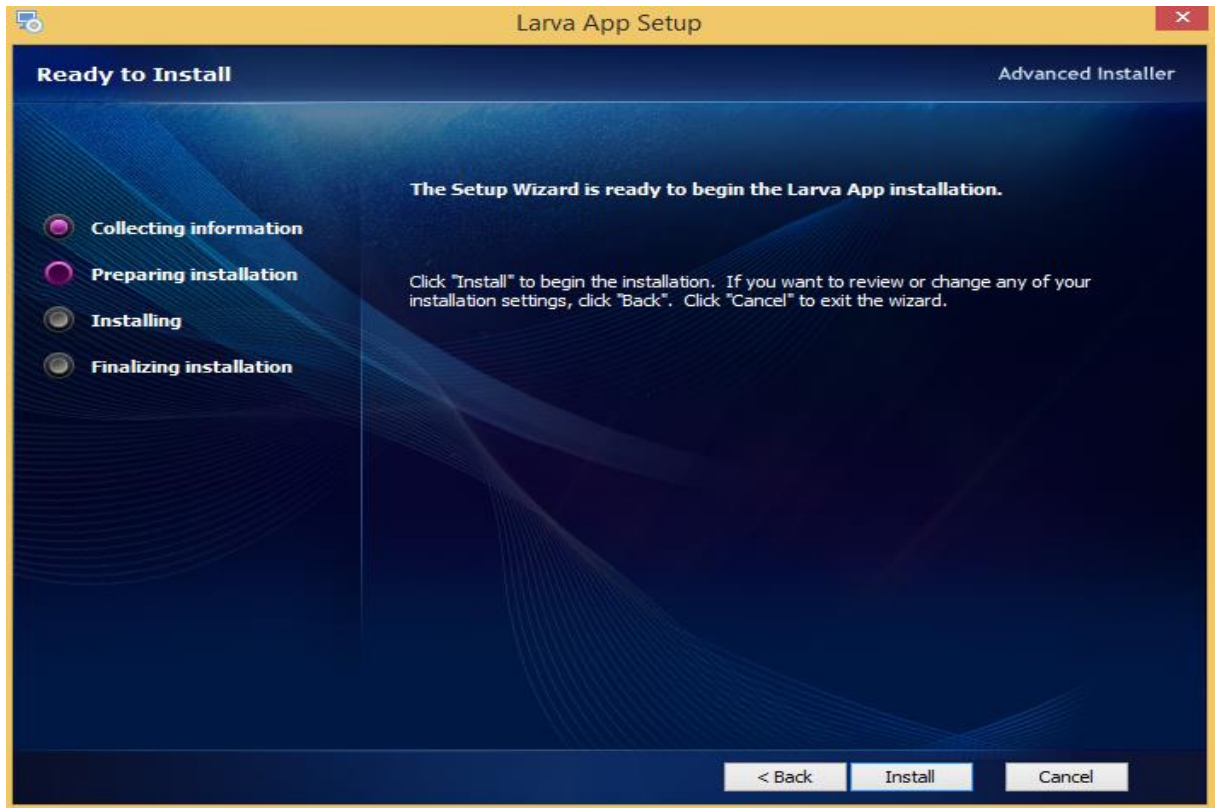 Larva App Setup
Ready to Install
Advanced Installer
The Setup Wizard is ready to begin the Larva App installation.
Collecting information
Preparing installation
Click "Install" to begin the installation. If you want to review or change any of your
installation settings, click "Back". Click "Cancel" to exit the wizard.
Installing
Finalizing installation
< Back
Install
Cancel